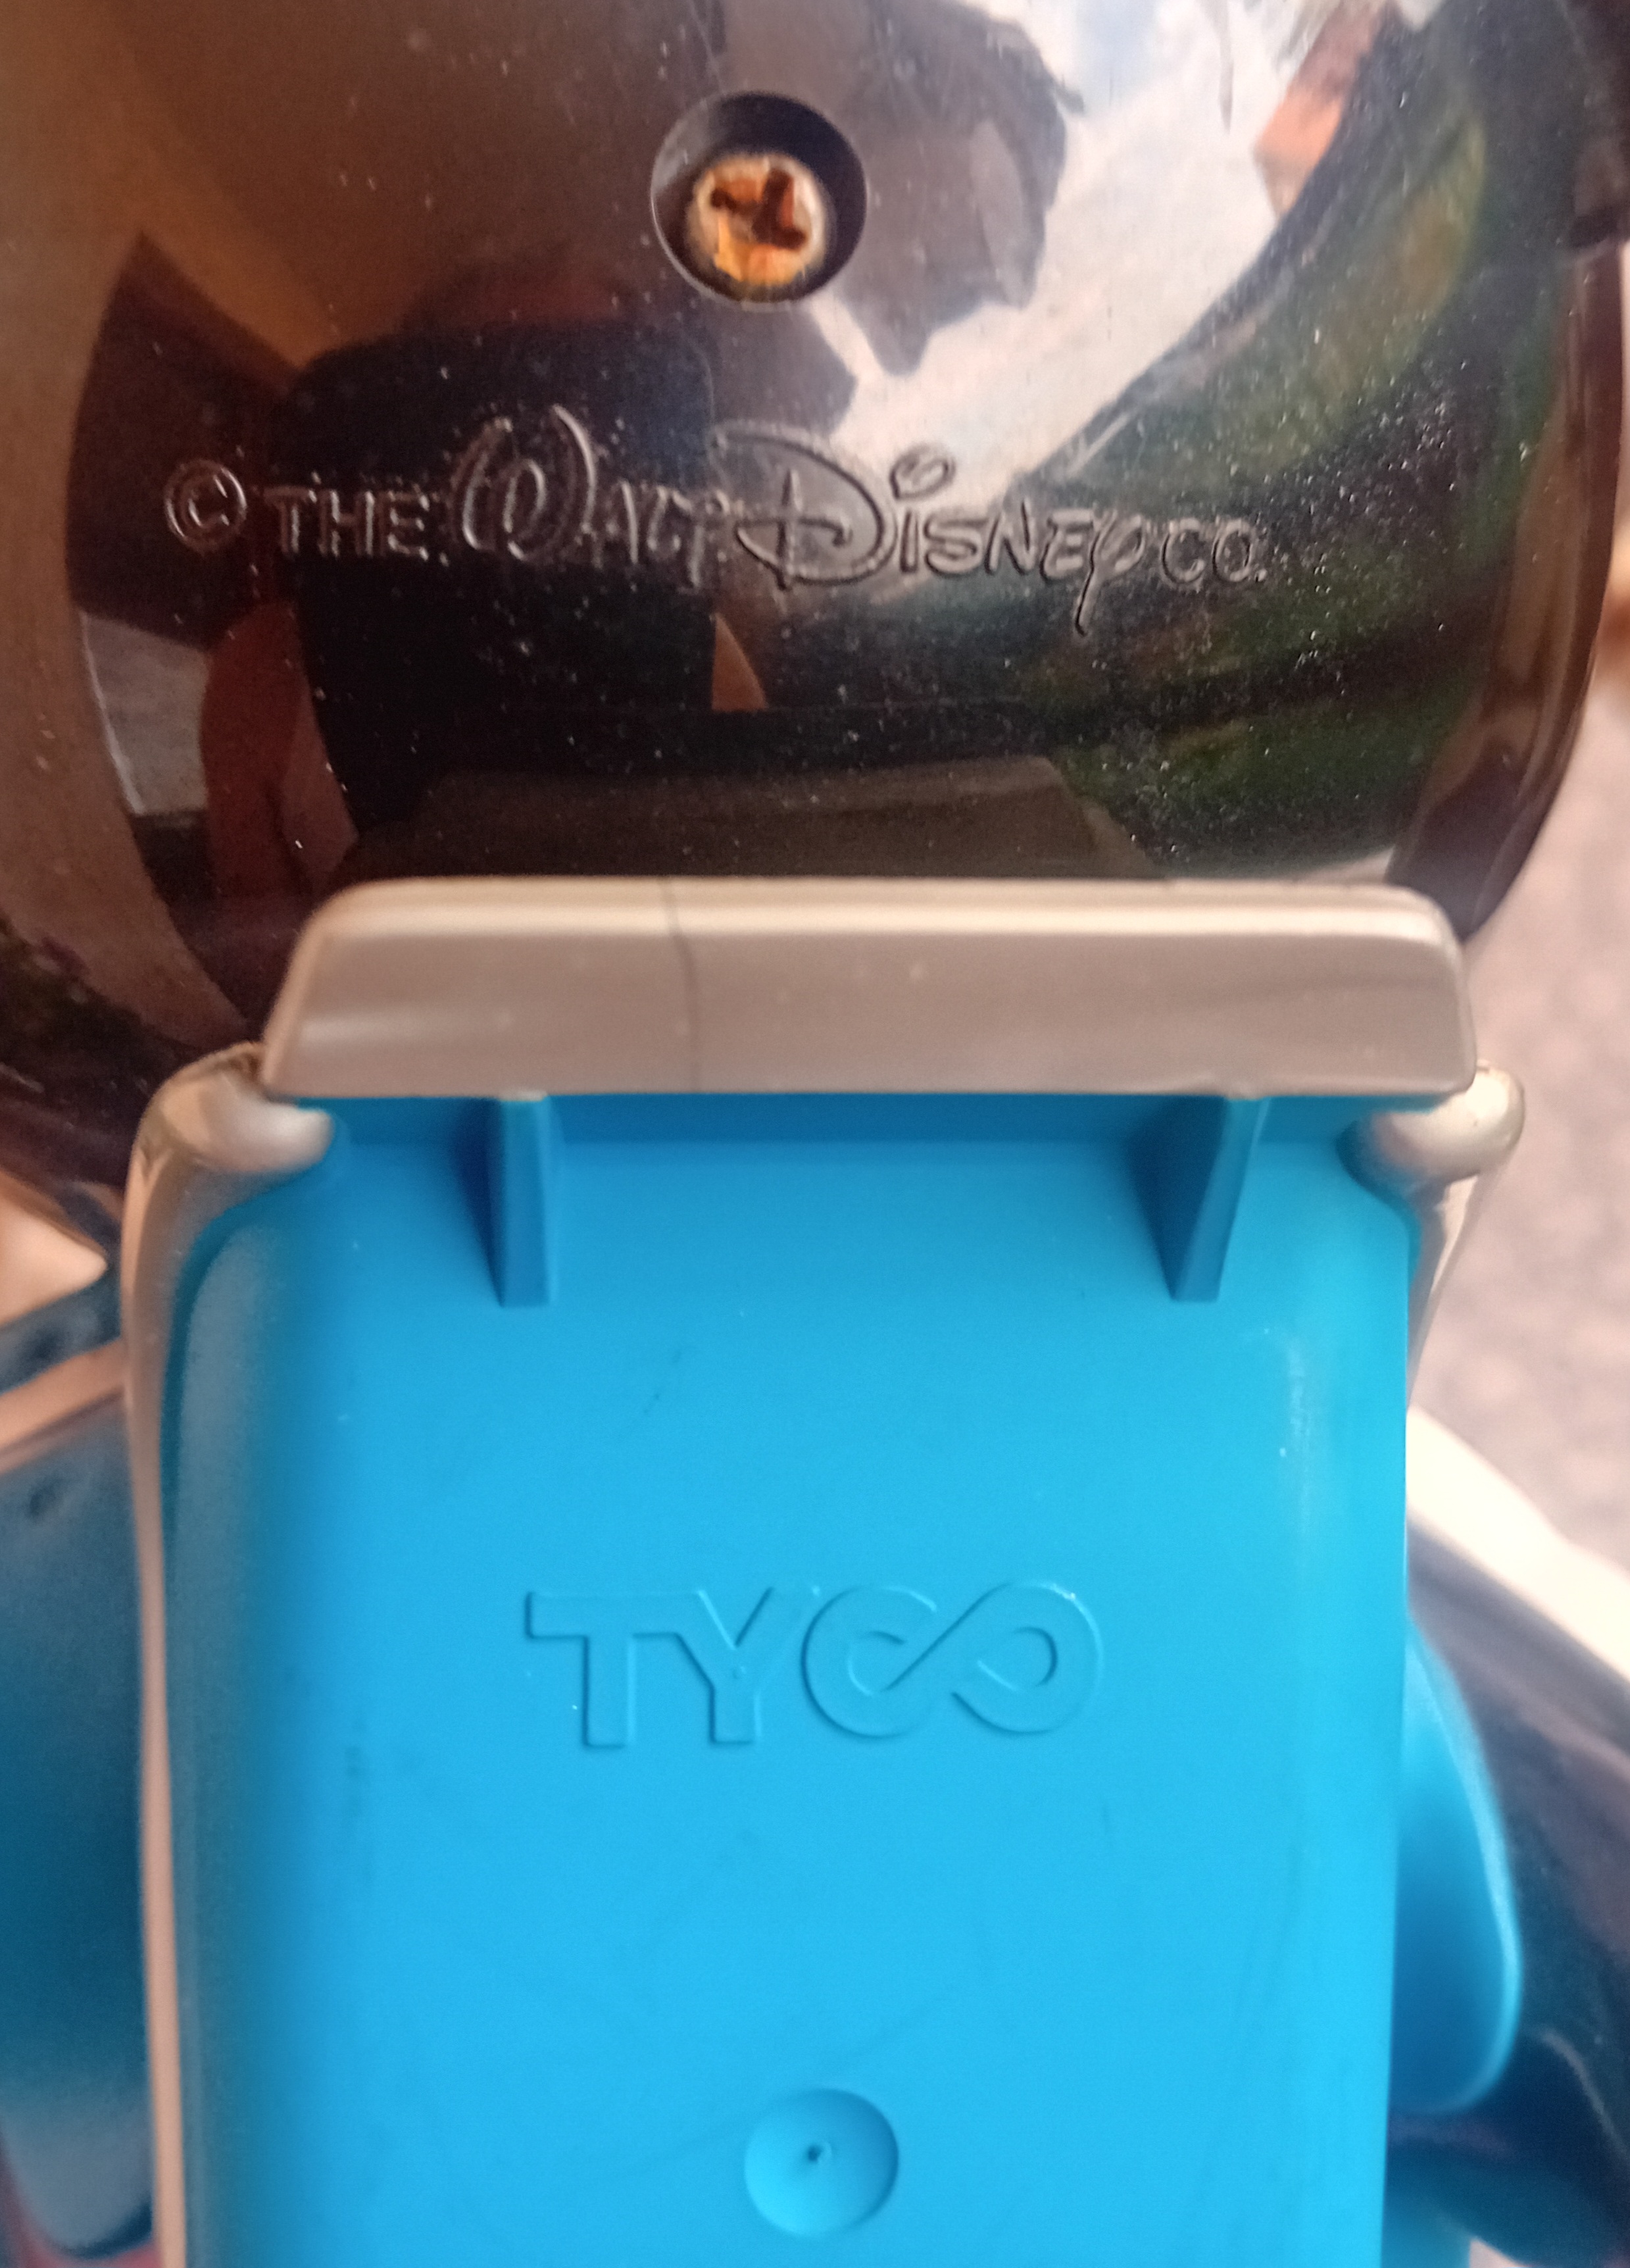 © THE WALT DISNEY CO.
TYCO